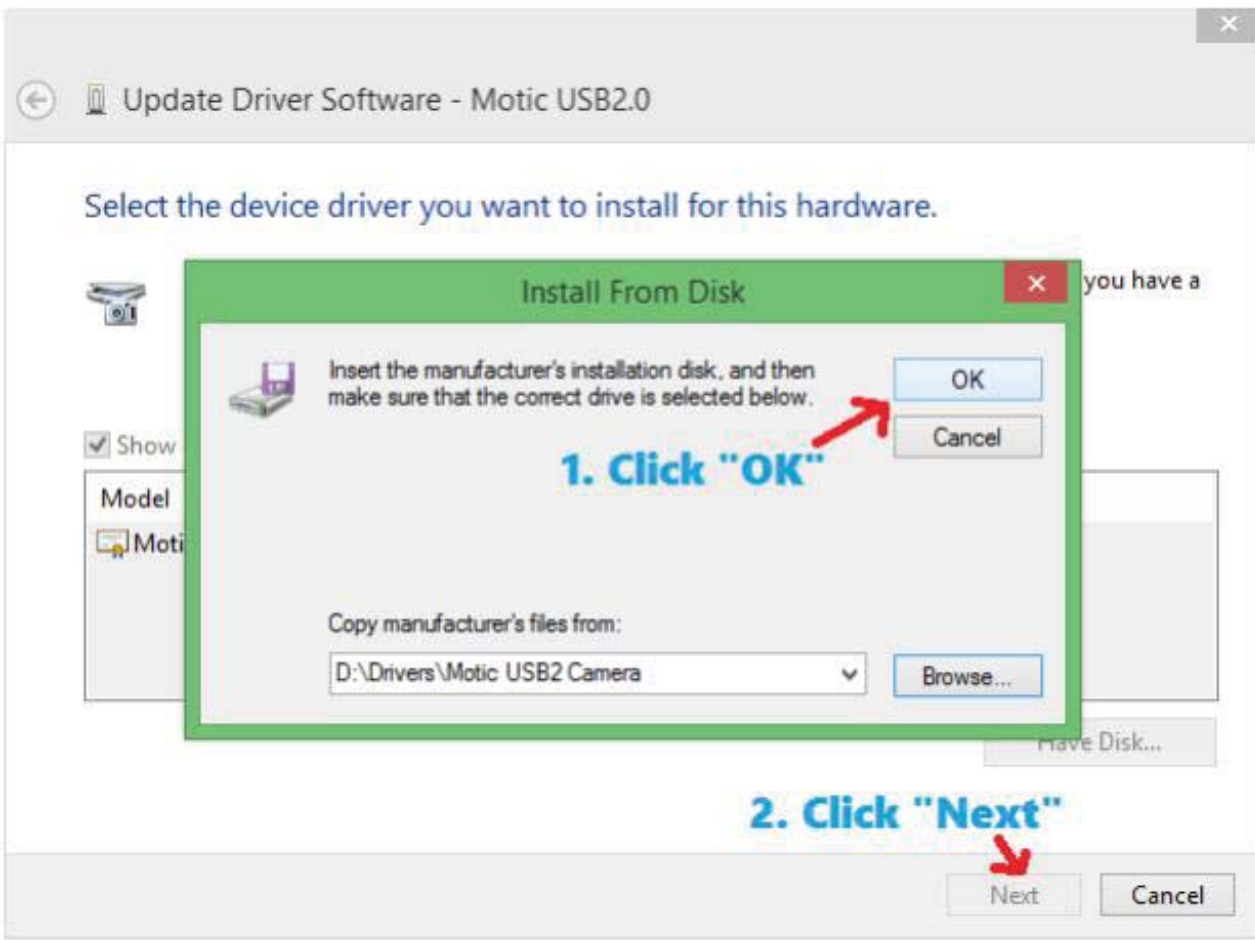 Update Driver Software - Motic USB2.0
Select the device driver you want to install for this hardware.
you have a
Install From Disk
Insert the manufacturer's installation disk, and then
make sure that the correct drive is selected below.
OK
Cancel
1. Click "OK"
Show
Model
Moti
Copy manufacturer's files from:
D:\Drivers\Motic USB2 Camera
Browse...
Have Disk...
2. Click "Next"
Next
Cancel